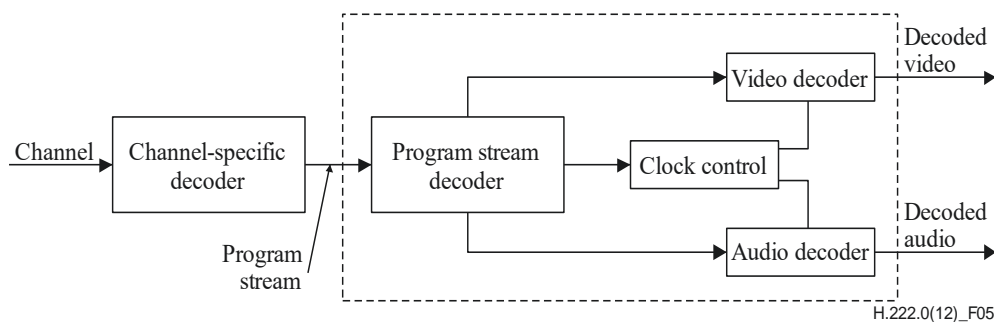 Channel
Channel-specific
decoder
Program
stream
Program stream
decoder
Clock control
Video decoder
Audio decoder
Decoded
video
Decoded
audio
H.222.0(12)_F05